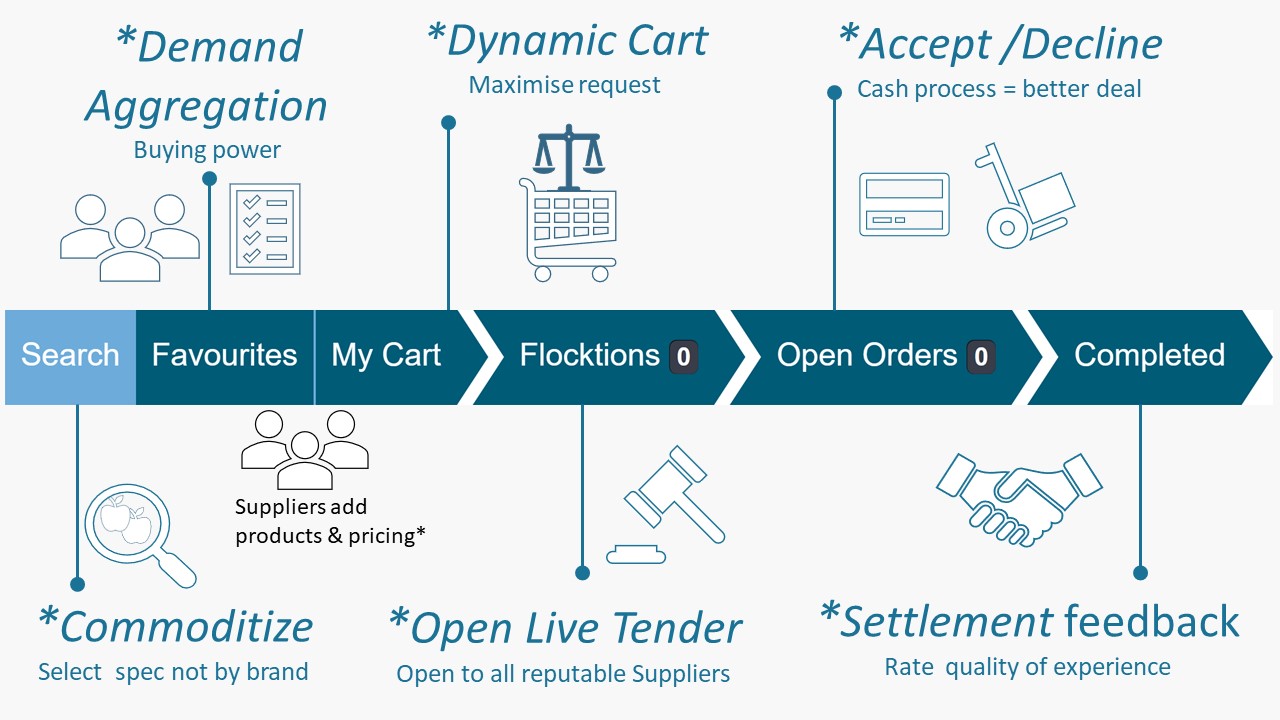 *Demand
Aggregation
Buying power
*Dynamic Cart
Maximise request
*Accept /Decline
Cash process = better deal
Search
Favourites
My Cart
Flocktions 0
Open Orders 0
Completed
Suppliers add
products & pricing*
*Commoditize
Select spec not by brand
*Open Live Tender
Open to all reputable Suppliers
*Settlement feedback
Rate quality of experience